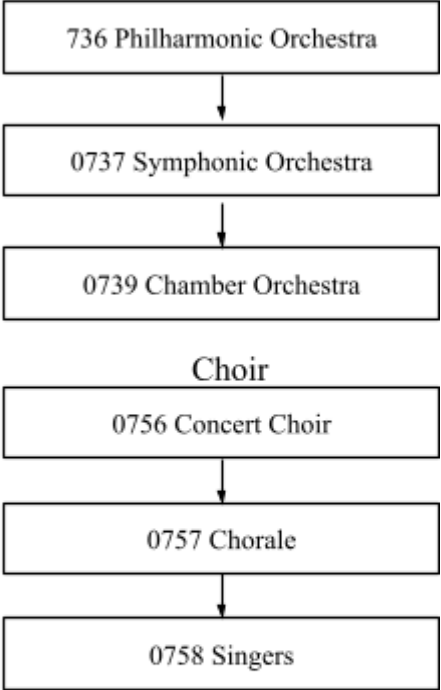 736 Philharmonic Orchestra
0737 Symphonic Orchestra
0739 Chamber Orchestra
Choir
0756 Concert Choir
0757 Chorale
0758 Singers